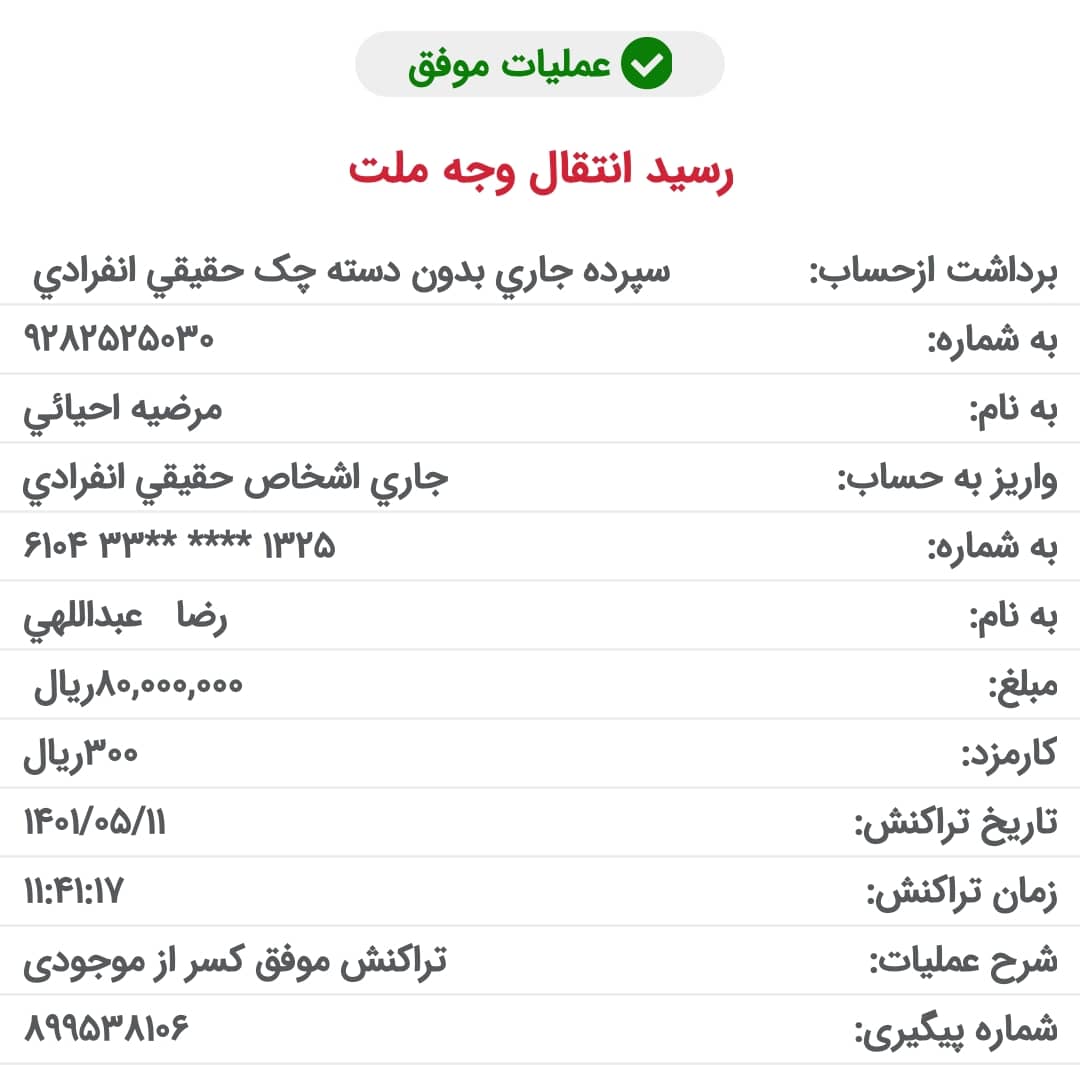 عملیات موفق
رسید انتقال وجه ملت
برداشت ازحساب: سپرده جاري بدون دسته چک حقيقي انفرادي
به شماره: ۹۲۸۲۵۲۵۰۳۰
به نام: مرضیه احیائي
واریز به حساب: جاري اشخاص حقیقي انفرادي
به شماره: ۶۱۰۴ ۳۳** **** ۱۳۲۵
به نام: رضا عبداللهي
مبلغ: ۸۰,۰۰۰,۰۰۰ریال
کارمزد: ۳۰۰ریال
تاریخ تراکنش: ۱۴۰۱/۰۵/۱۱
زمان تراکنش: ۱۱:۴۱:۱۷
شرح عملیات: تراکنش موفق کسر از موجودی
شماره پیگیری: ۸۹۹۵۳۸۱۰۶